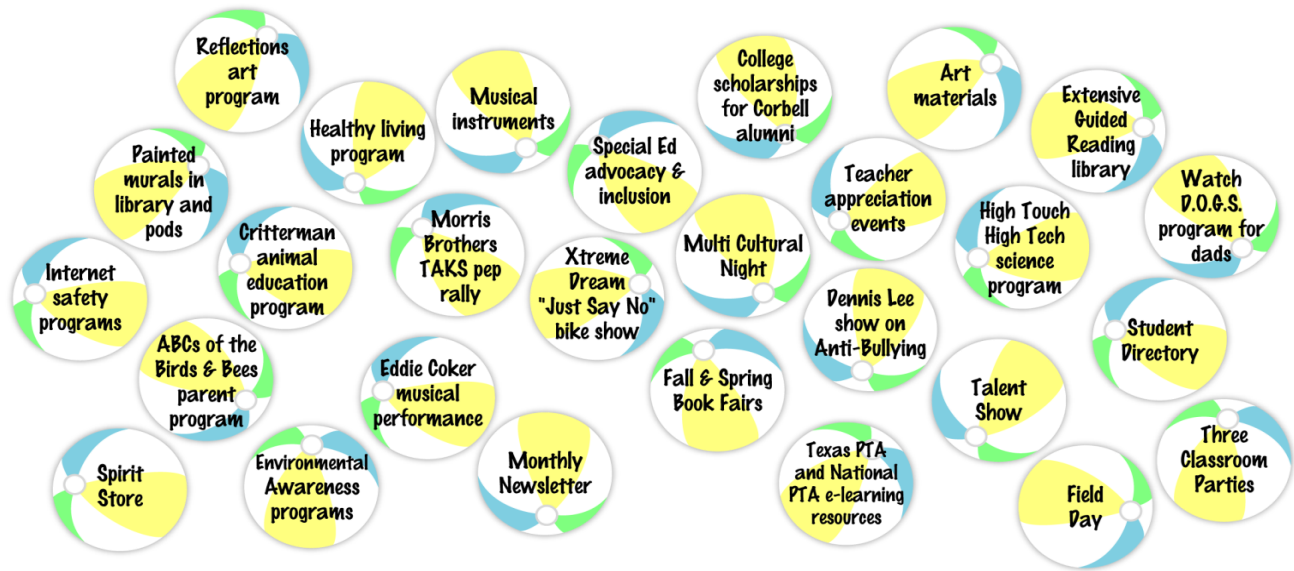 Reflections
art
program
Healthy living
program
Musical
instruments
College
scholarships
for Corbell
alumni
Art
materials
Extensive
Guided
Reading
library
Painted
murals in
library and
pods
Special Ed
advocacy &
inclusion
Teacher
appreciation
events
Watch
D.O.G.S.
program for
dads
Critterman
animal
education
program
Morris
Brothers
TAKS pep
rally
Multi Cultural
Night
High Touch
High Tech
science
program
Internet
safety
programs
Xtreme
Dream
"Just Say No"
bike show
Dennis Lee
show on
Anti-Bullying
Student
Directory
ABCs of the
Birds & Bees
parent
program
Eddie Coker
musical
performance
Fall & Spring
Book Fairs
Talent
Show
Spirit
Store
Environmental
Awareness
programs
Monthly
Newsletter
Texas PTA
and National
PTA e-learning
resources
Field
Day
Three
Classroom
Parties